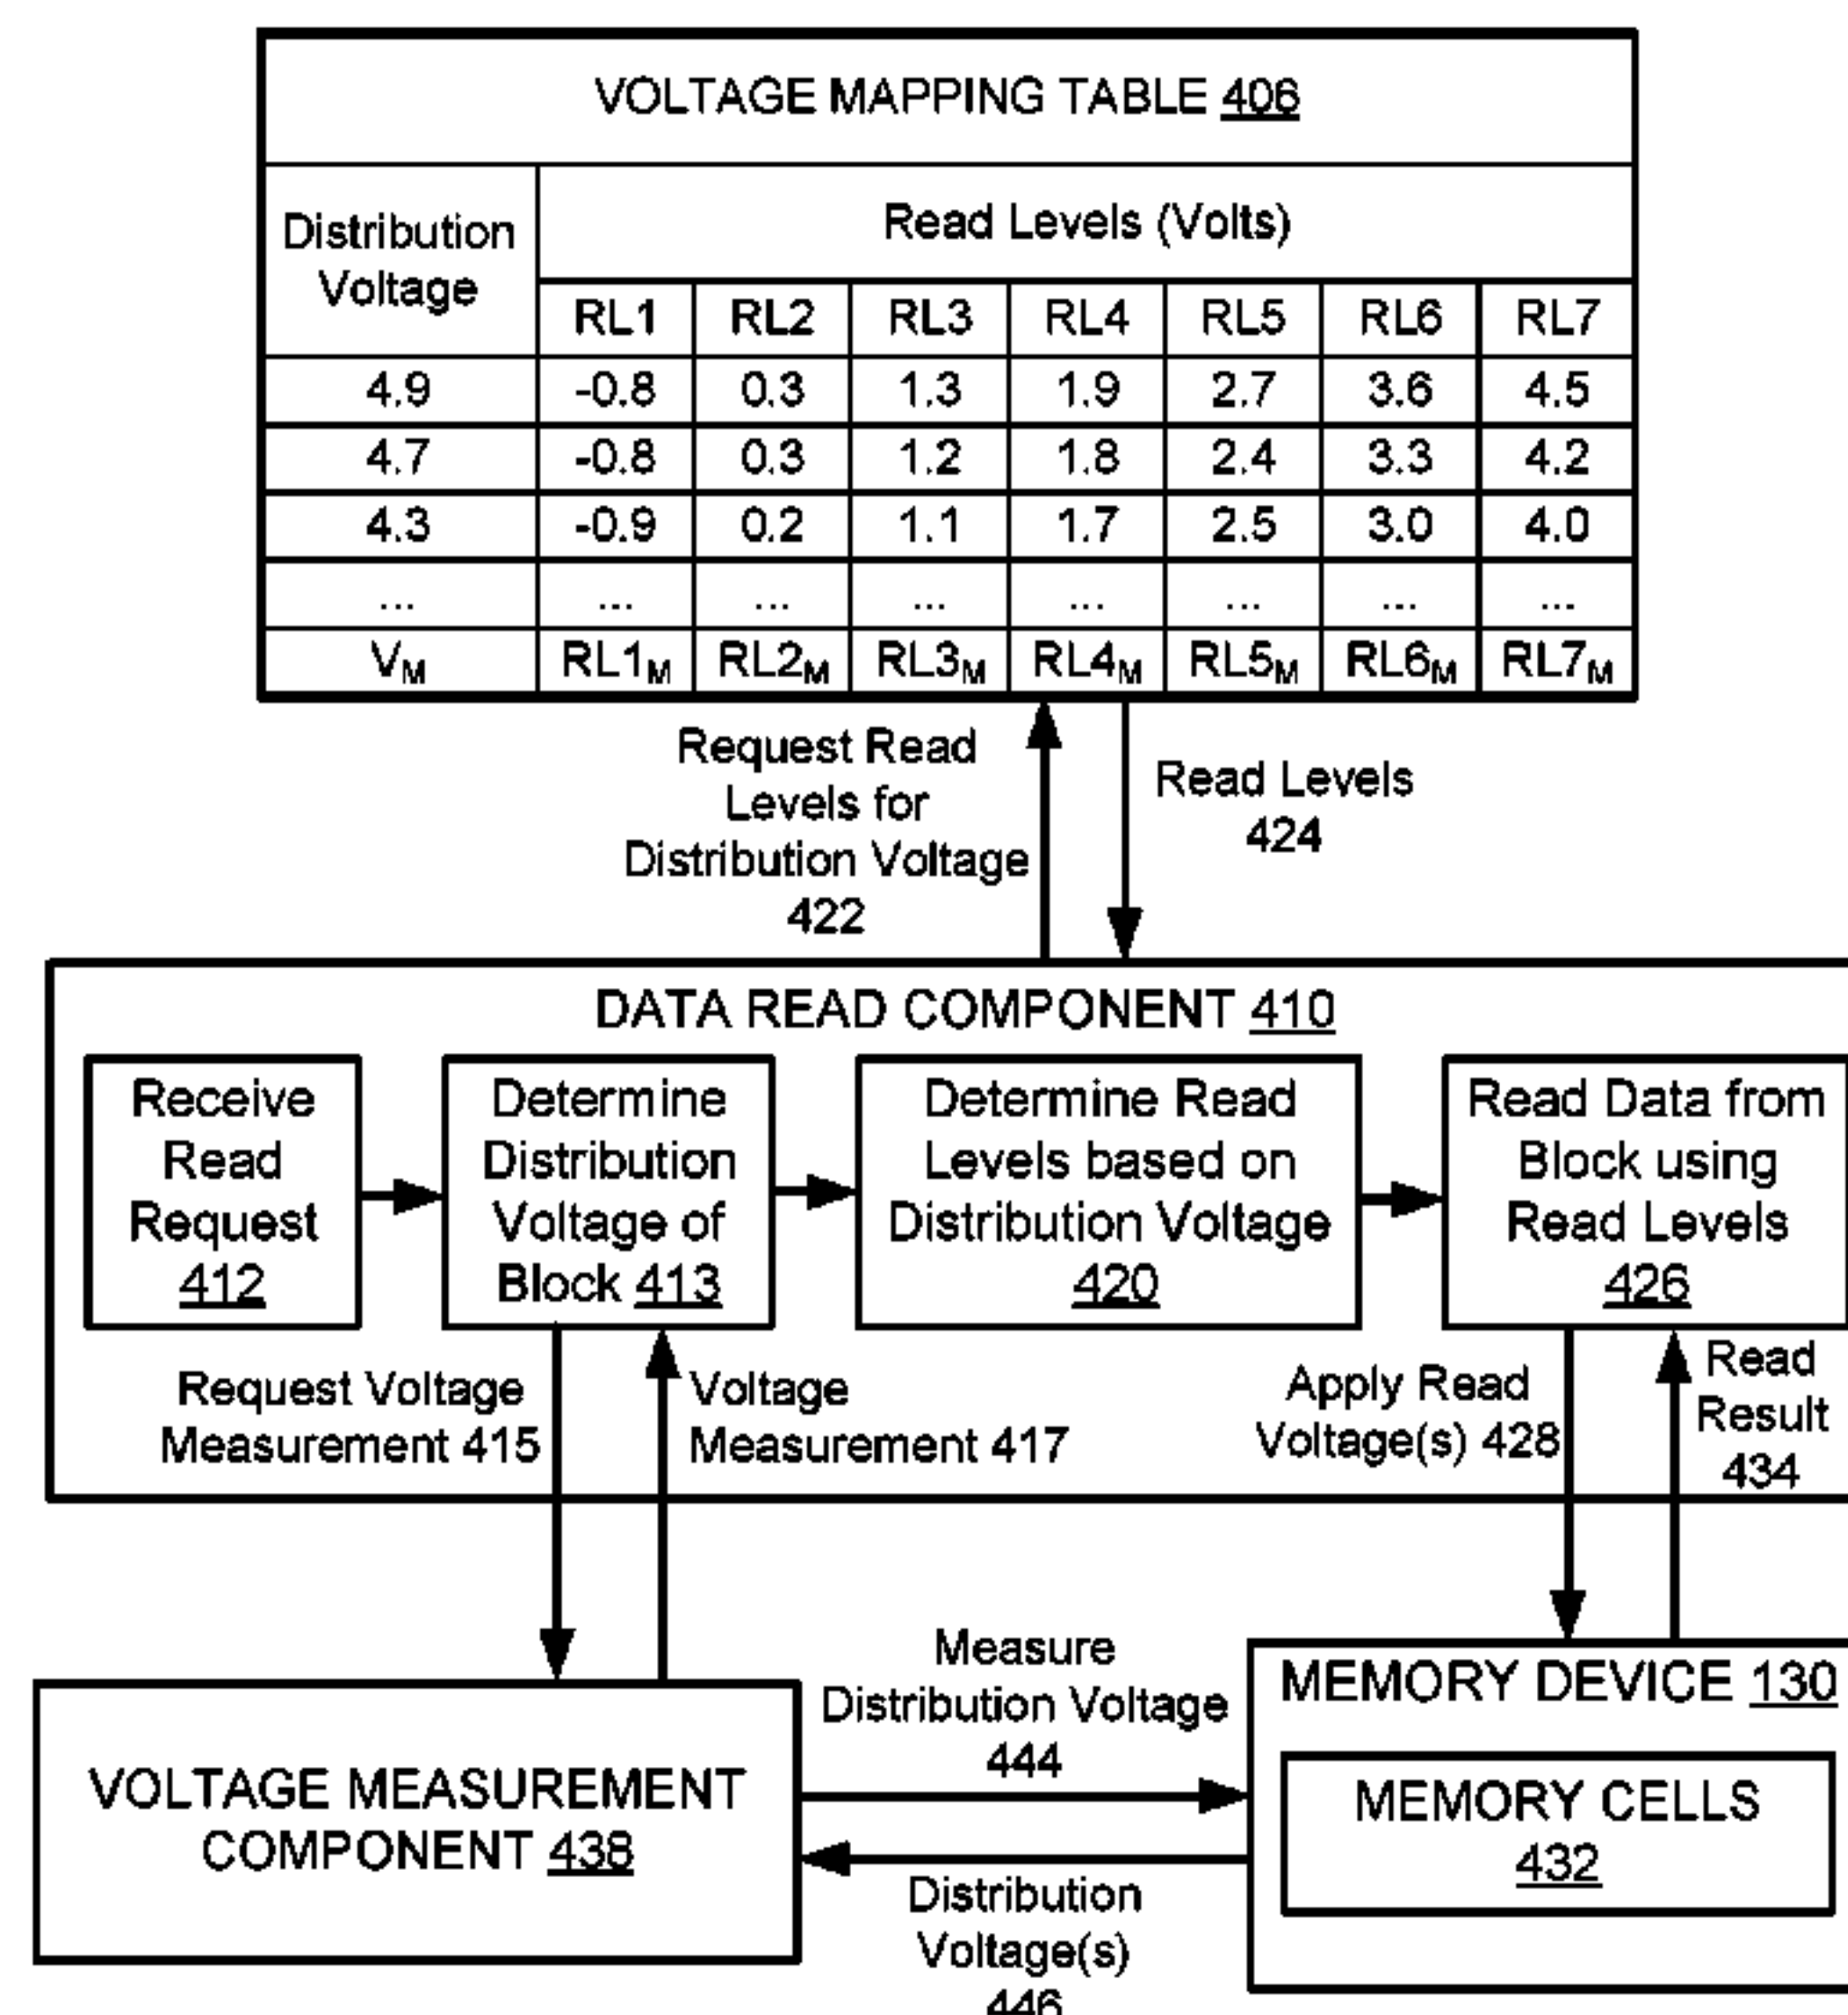 VOLTAGE MAPPING TABLE 406
Distribution
Voltage
Read Levels (Volts)
RL1 RL2 RL3 RL4 RL5 RL6 RL7
4.9 -0.8 0.3 1.3 1.9 2.7 3.6 4.5
4.7 -0.8 0.3 1.2 1.8 2.4 3.3 4.2
4.3 -0.9 0.2 1.1 1.7 2.5 3.0 4.0
... ... ... ... ... ... ... ...
VM RL1M RL2M RL3M RL4M RL5M RL6M RL7M
Request Read
Levels for
Distribution Voltage
422
Read Levels
424
DATA READ COMPONENT 410
Receive
Read
Request
412
Determine
Distribution
Voltage of
Block 413
Determine Read
Levels based on
Distribution Voltage
420
Read Data from
Block using
Read Levels
426
Request Voltage
Measurement 415
Voltage
Measurement 417
Apply Read
Voltage(s) 428
Read
Result
434
VOLTAGE MEASUREMENT
COMPONENT 438
Measure
Distribution Voltage
444
Distribution
Voltage(s)
446
MEMORY DEVICE 130
MEMORY CELLS
432